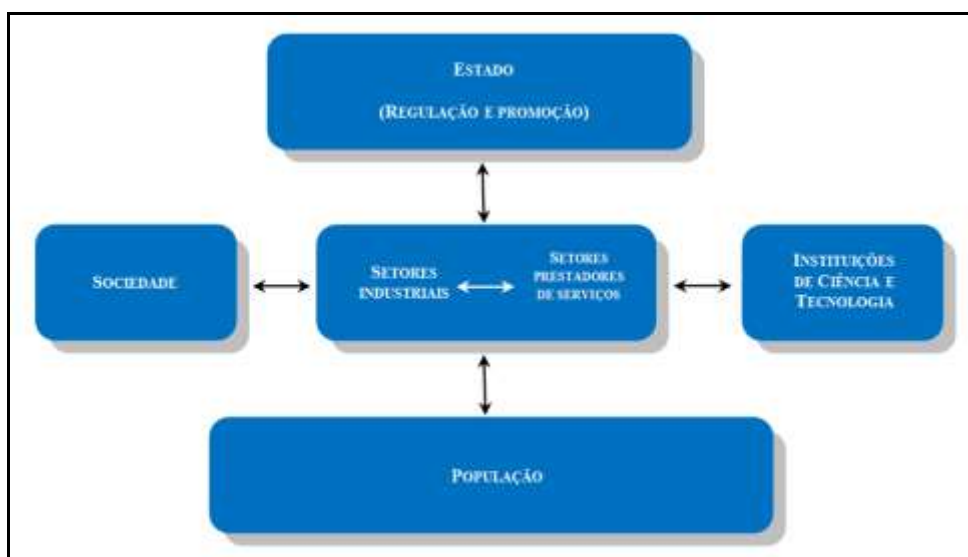 ESTADO
(REGULAÇÃO E PROMOÇÃO)
SOCIEDADE
SETORES
INDUSTRIAIS
SETORES
PRESTADORES
DE SERVIÇOS
INSTITUIÇÕES
DE CIÊNCIA E
TECNOLOGIA
POPULAÇÃO